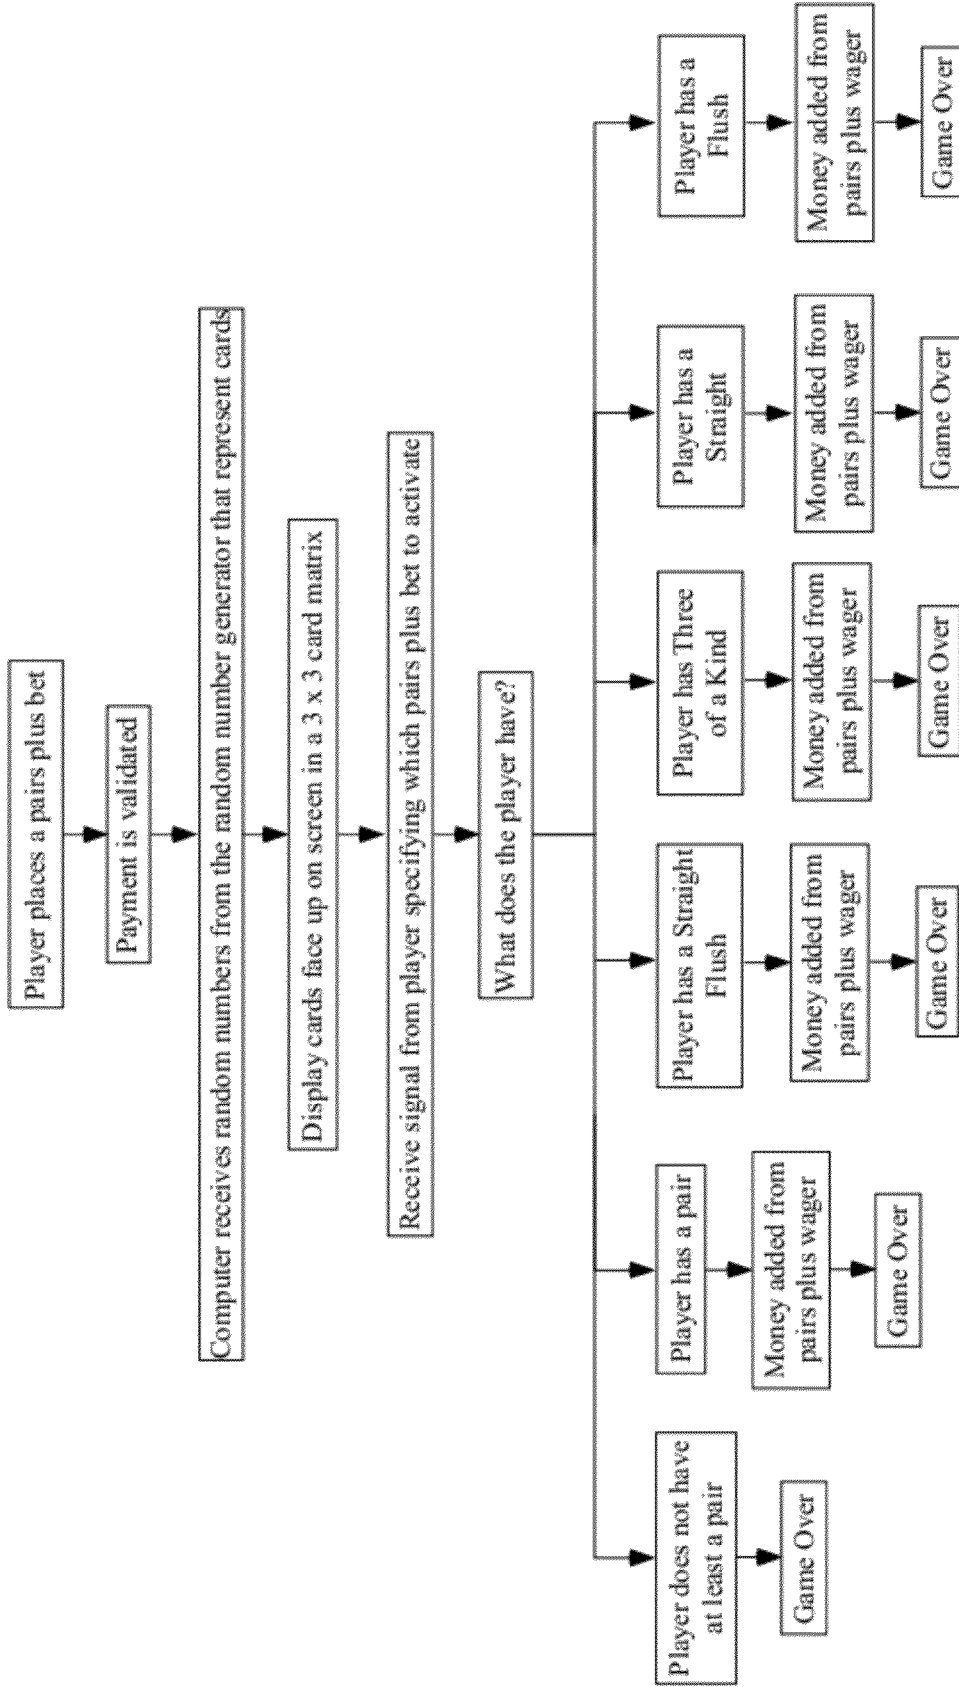 Player places a pairs plus bet
Payment is validated
Computer receives random numbers from the random number generator that represent cards
Display cards face up on screen in a 3 x 3 card matrix
Receive signal from player specifying which pairs plus bet to activate
What does the player have?
Player does not have
at least a pair
Game Over
Player has a pair
Money added from
pairs plus wager
Game Over
Player has a Straight
Flush
Money added from
pairs plus wager
Game Over
Player has Three
of a Kind
Money added from
pairs plus wager
Game Over
Player has a
Straight
Money added from
pairs plus wager
Game Over
Player has a
Flush
Money added from
pairs plus wager
Game Over